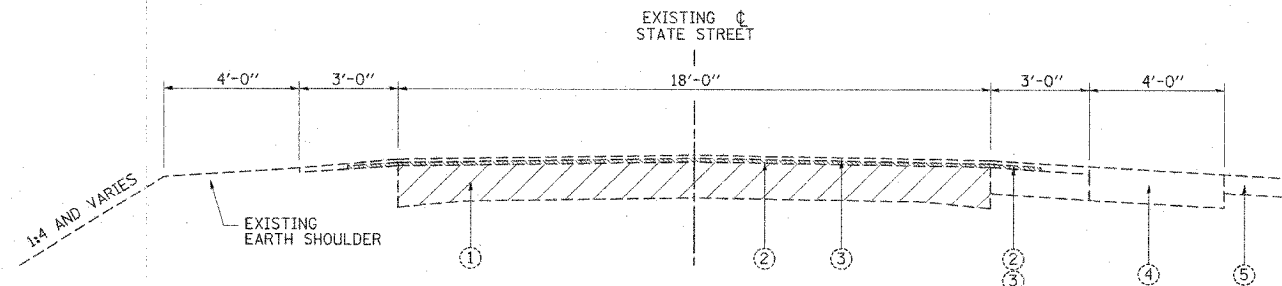 EXISTING ℄
STATE STREET
4'-0" 3'-0" 18'-0" 3'-0" 4'-0"
1:4 AND VARIES
EXISTING
EARTH SHOULDER
1 2 3 2 4 5
3